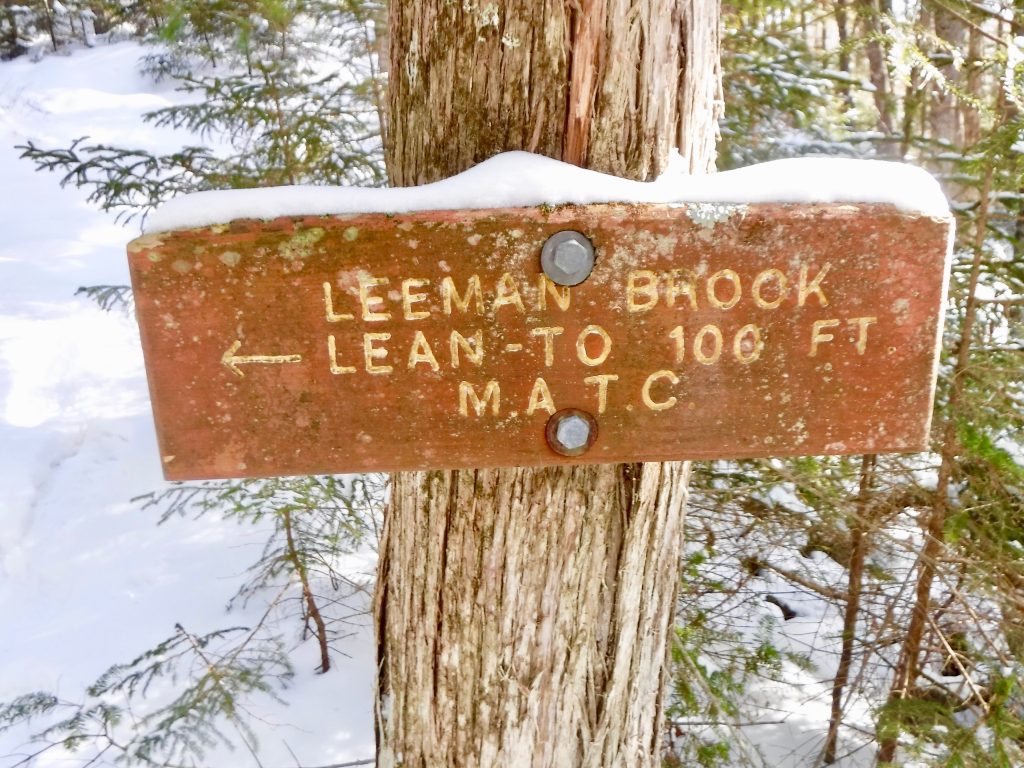 LEEMAN BROOK
← LEAN-TO 100 FT.
M.A.T.C.